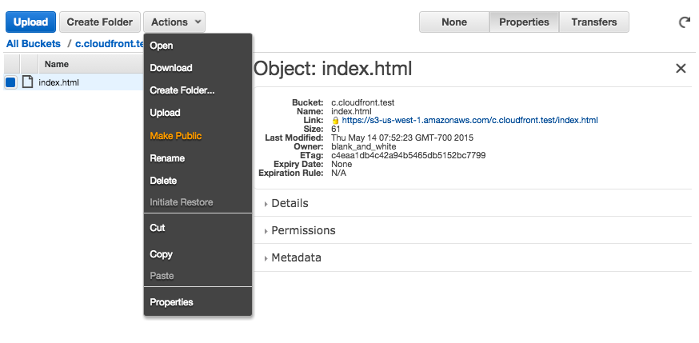 Upload Create Folder Actions None Properties Transfers
All Buckets / c.cloudfront.te
Name
index.html
Open
Download
Create Folder...
Upload
Make Public
Rename
Delete
Initiate Restore
Cut
Copy
Paste
Properties
Object: index.html
Bucket: c.cloudfront.test
Name: index.html
Link: https://s3-us-west-1.amazonaws.com/c.cloudfront.test/index.html
Size: 61
Last Modified: Thu May 14 07:52:23 GMT-700 2015
Owner: blank_and_white
ETag: c4eaa1db4c42a94b5465db5152bc7799
Expiry Date: None
Expiration Rule: N/A
Details
Permissions
Metadata